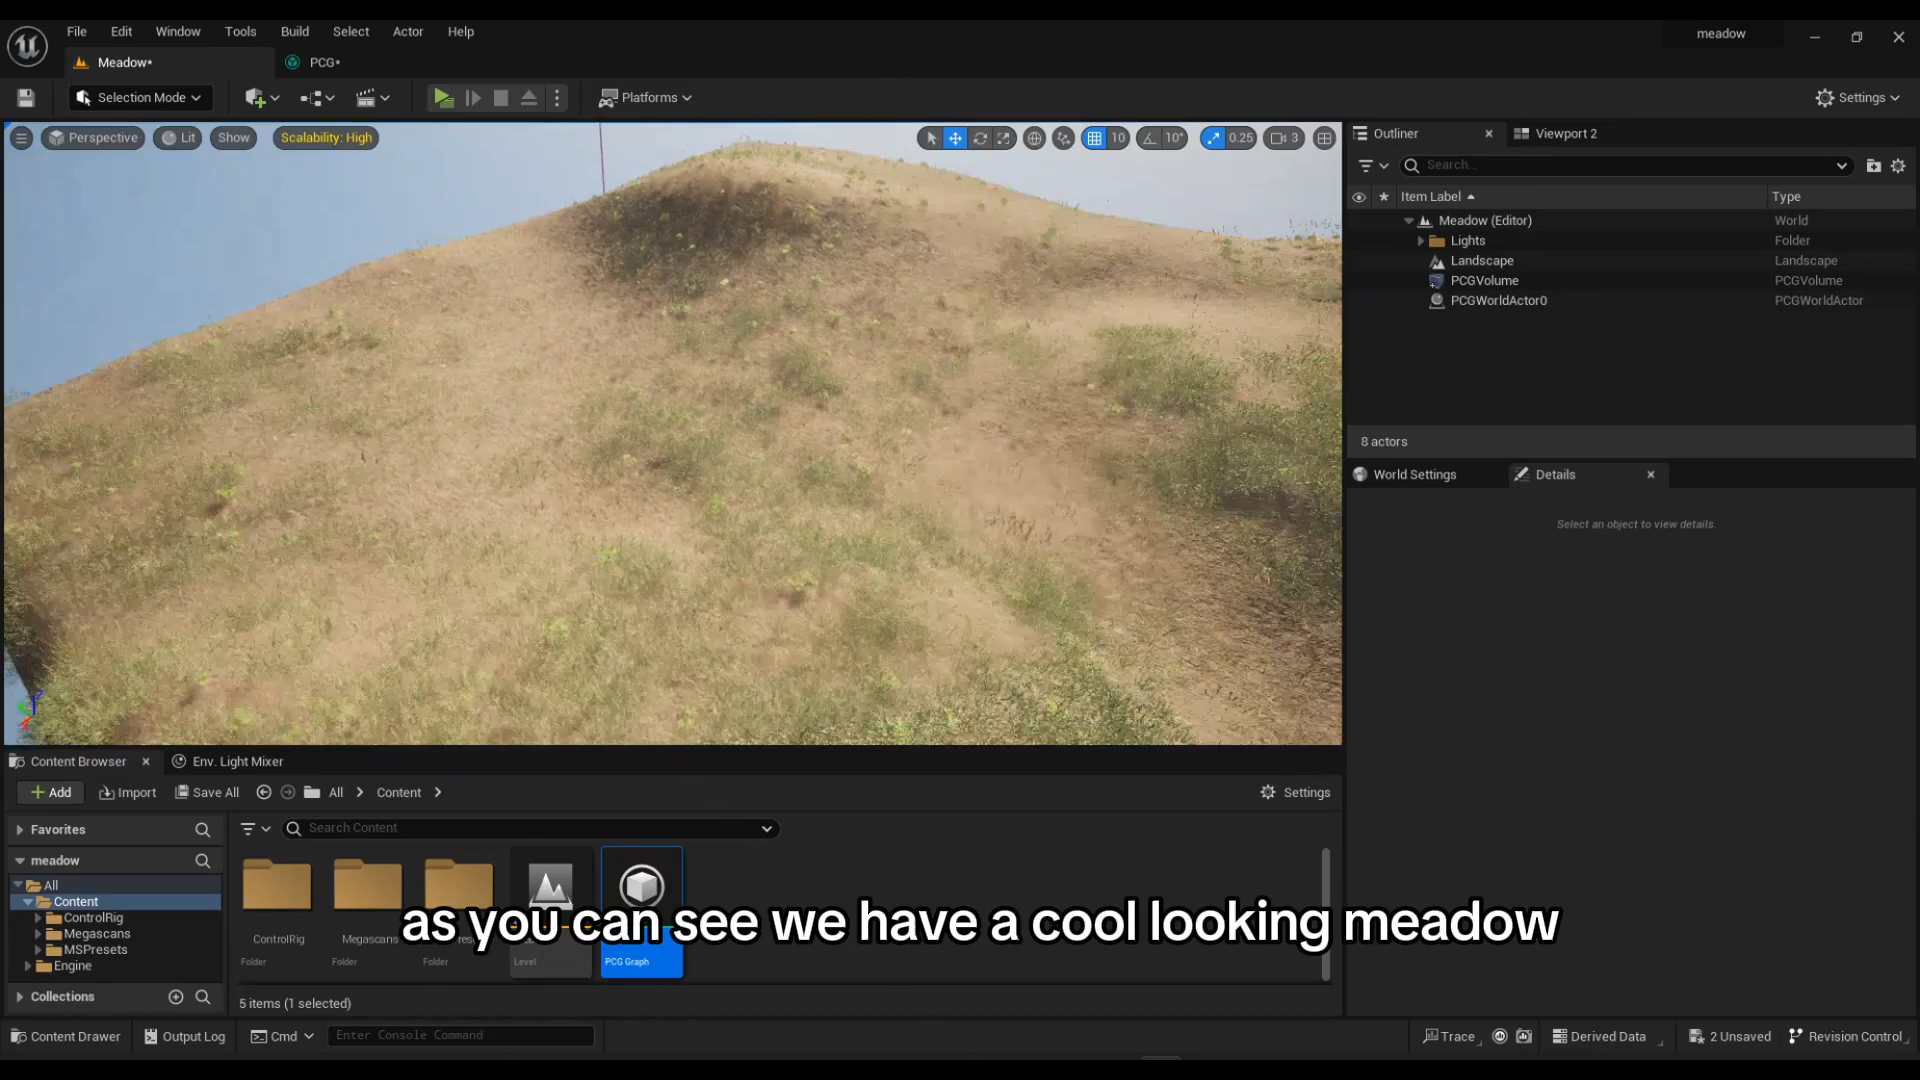 File Edit Window Tools Build Select Actor Help
meadow
Meadow*
PCG*
Selection Mode
Platforms
Settings
Perspective
Lit
Show
Scalability: High
10
10°
0.25
3
Outliner
Viewport 2
Search...
Item Label
Type
Meadow (Editor) World
Lights Folder
Landscape Landscape
PCGVolume PCGVolume
PCGWorldActor0 PCGWorldActor
8 actors
World Settings
Details
Select an object to view details.
Content Browser
Env. Light Mixer
Add
Import
Save All
All
Content
Settings
Favorites
Search Content
meadow
All
Content
ControlRig
Megascans
MSPresets
Engine
Collections
as you can see we have a cool looking meadow
ControlRig
Megascans
Folder
Folder
Folder
Level
PCG Graph
5 items (1 selected)
Content Drawer
Output Log
Cmd
Enter Console Command
Trace
Derived Data
2 Unsaved
Revision Control